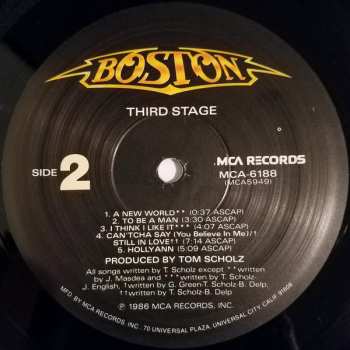 BOSTON
THIRD STAGE
SIDE 2
MCA RECORDS
MCA-6188
(MCA5949)
1. A NEW WORLD** (0:37 ASCAP)
2. TO BE A MAN (3:30 ASCAP)
3. I THINK I LIKE IT*** (4:07 ASCAP)
4. CAN'TCHA SAY (You Believe In Me)/†
STILL IN LOVE†† (7:14 ASCAP)
5. HOLLYANN (5:09 ASCAP)
PRODUCED BY TOM SCHOLZ
All songs written by T. Scholz except **written
by J. Masdea and ***written by T. Scholz-
J. English, †written by G. Green-T. Scholz-B. Delp,
††written by T. Scholz-B. Delp
℗ 1986 MCA RECORDS, INC.
MFD BY MCA RECORDS, INC. 70 UNIVERSAL PLAZA, UNIVERSAL CITY, CALIF. 91608